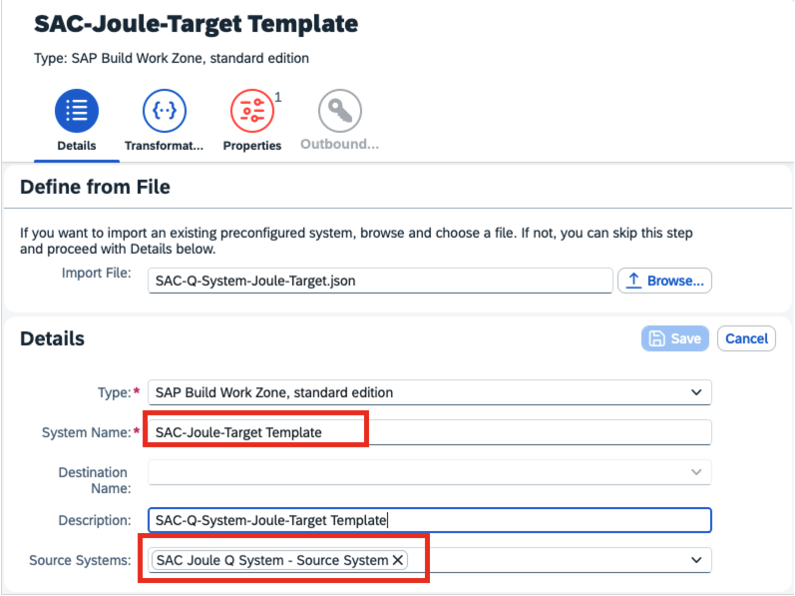 SAC-Joule-Target Template
Type: SAP Build Work Zone, standard edition
1
Details Transformat... Properties Outbound...
Define from File
If you want to import an existing preconfigured system, browse and choose a file. If not, you can skip this step
and proceed with Details below.
Import File: SAC-Q-System-Joule-Target.json Browse...
Details Save Cancel
Type:* SAP Build Work Zone, standard edition
System Name:* SAC-Joule-Target Template
Destination
Name:
Description: SAC-Q-System-Joule-Target Template
Source Systems: SAC Joule Q System - Source System